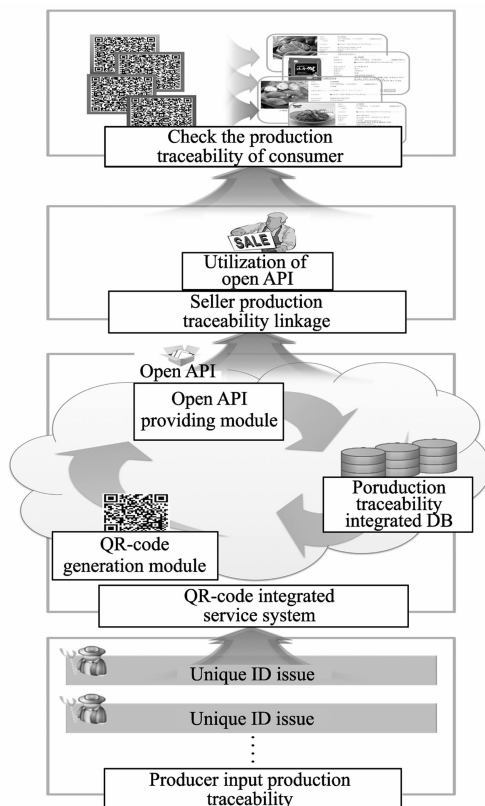 Check the production
traceability of consumer
SALE
Utilization of
open API
Seller production
traceability linkage
Open API
Open API
providing module
Poruduction
traceability
integrated DB
QR-code
generation module
QR-code integrated
service system
Unique ID issue
Unique ID issue
Producer input production
traceability